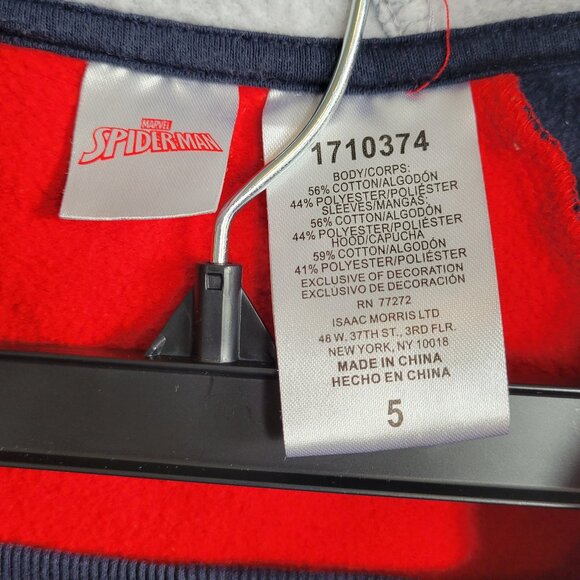 MARVEL
SPIDER-MAN
1710374
BODY/CORPS:
56% COTTON/ALGODÓN
44% POLYESTER/POLIÉSTER
SLEEVES/MANGAS:
56% COTTON/ALGODÓN
44% POLYESTER/POLIÉSTER
HOOD/CAPUCHA
59% COTTON/ALGODÓN
41% POLYESTER/POLIÉSTER
EXCLUSIVE OF DECORATION
EXCLUSIVO DE DECORACIÓN
RN 77272
ISAAC MORRIS LTD
48 W. 37TH ST., 3RD FLR.
NEW YORK, NY 10018
MADE IN CHINA
HECHO EN CHINA
5